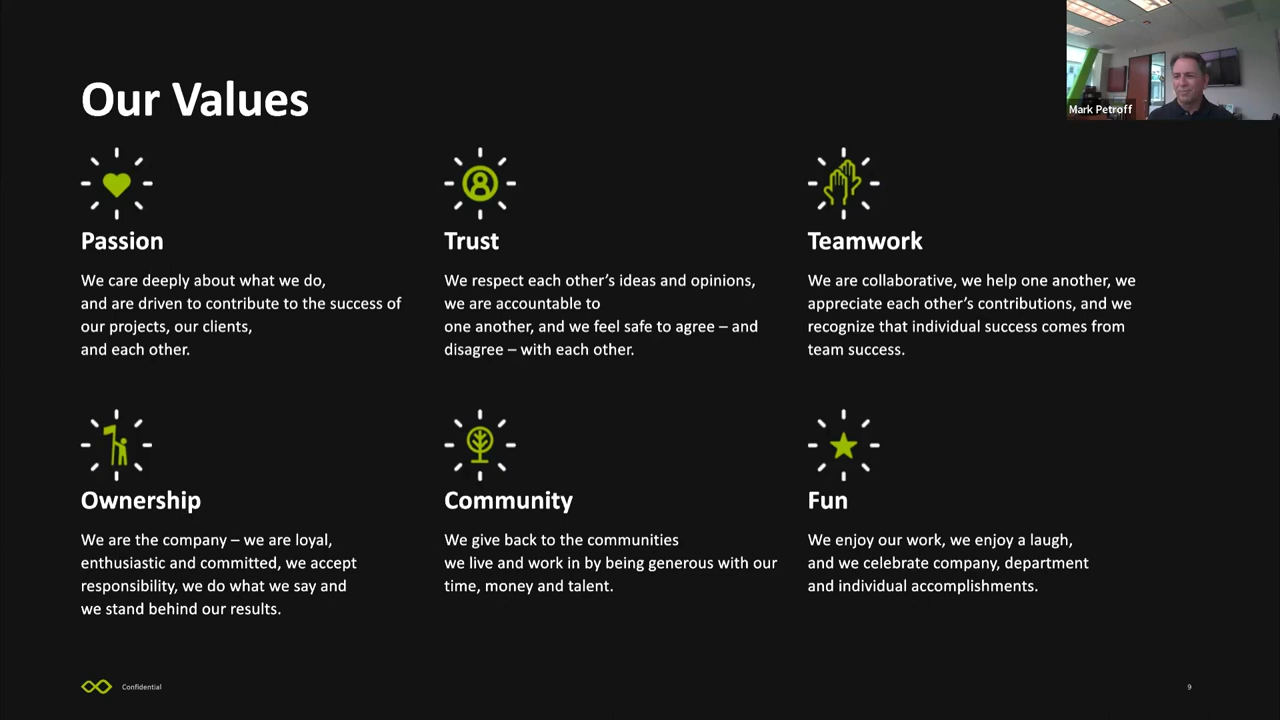 Our Values
Mark Petroff
Passion
We care deeply about what we do,
and are driven to contribute to the success of
our projects, our clients,
and each other.
Trust
We respect each other’s ideas and opinions,
we are accountable to
one another, and we feel safe to agree – and
disagree – with each other.
Teamwork
We are collaborative, we help one another, we
appreciate each other’s contributions, and we
recognize that individual success comes from
team success.
Ownership
We are the company – we are loyal,
enthusiastic and committed, we accept
responsibility, we do what we say and
we stand behind our results.
Community
We give back to the communities
we live and work in by being generous with our
time, money and talent.
Fun
We enjoy our work, we enjoy a laugh,
and we celebrate company, department
and individual accomplishments.
Confidential
9